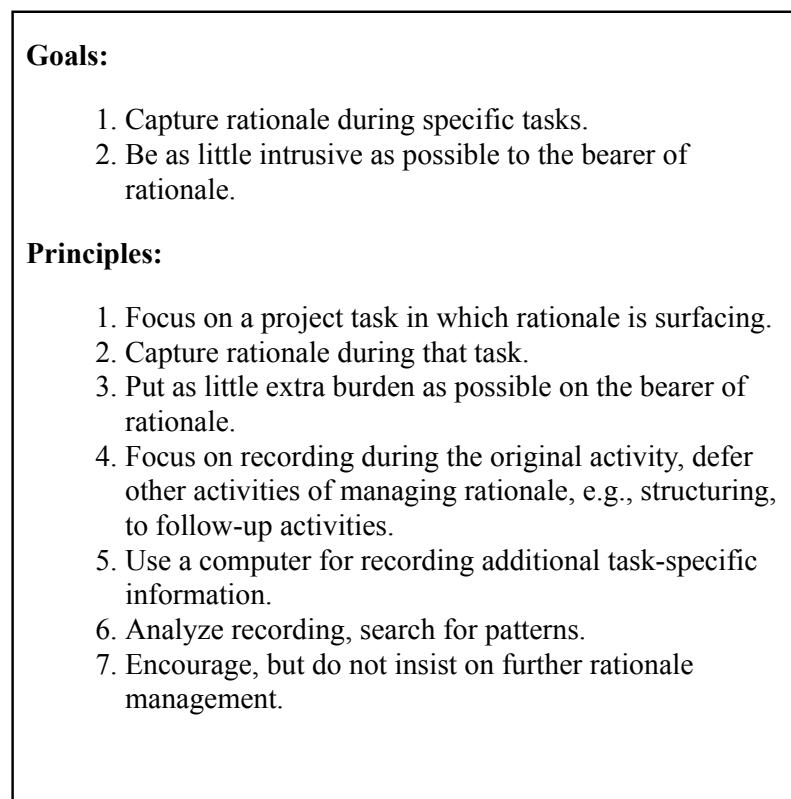 Goals:
1. Capture rationale during specific tasks.
2. Be as little intrusive as possible to the bearer of
rationale.
Principles:
1. Focus on a project task in which rationale is surfacing.
2. Capture rationale during that task.
3. Put as little extra burden as possible on the bearer of
rationale.
4. Focus on recording during the original activity, defer
other activities of managing rationale, e.g., structuring,
to follow-up activities.
5. Use a computer for recording additional task-specific
information.
6. Analyze recording, search for patterns.
7. Encourage, but do not insist on further rationale
management.